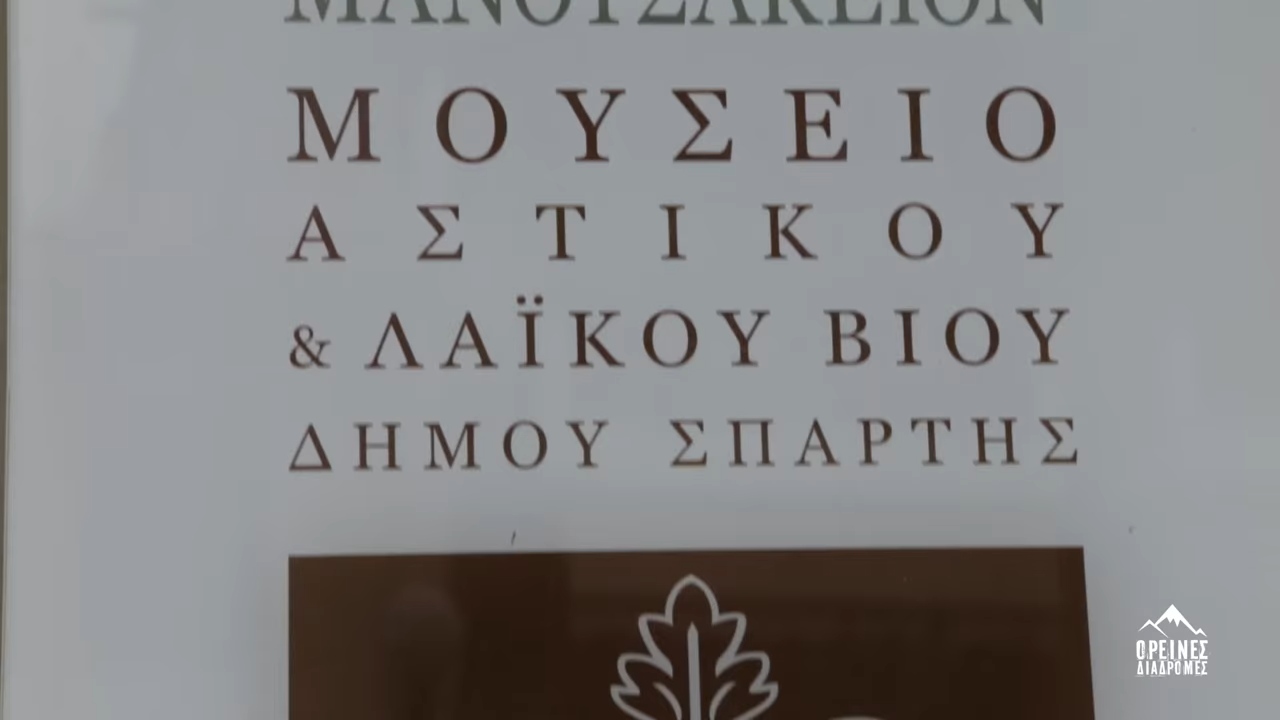 ΜΑΝΟΥΣΑΚΕΙΟΝ
ΜΟΥΣΕΙΟ
ΑΣΤΙΚΟΥ
& ΛΑΪΚΟΥ ΒΙΟΥ
ΔΗΜΟΥ ΣΠΑΡΤΗΣ
ΟΡΕΙΝΕΣ
ΔΙΑΔΡΟΜΕΣ